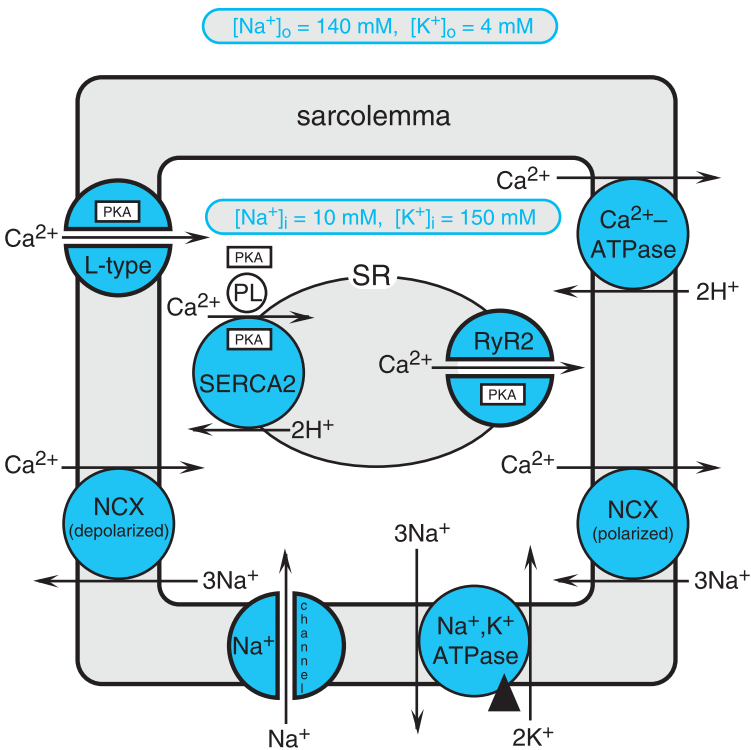 [Na⁺]ₒ = 140 mM, [K⁺]ₒ = 4 mM
sarcolemma
Ca²⁺
PKA
[Na⁺]ᵢ = 10 mM, [K⁺]ᵢ = 150 mM
Ca²⁺–
ATPase
Ca²⁺
L-type
PKA
PL
SR
2H⁺
Ca²⁺
RyR2
PKA
SERCA2
Ca²⁺
PKA
2H⁺
Ca²⁺
Ca²⁺
NCX
(depolarized)
NCX
(polarized)
3Na⁺
3Na⁺
3Na⁺
Na⁺
channel
Na⁺,K⁺
ATPase
Na⁺
2K⁺